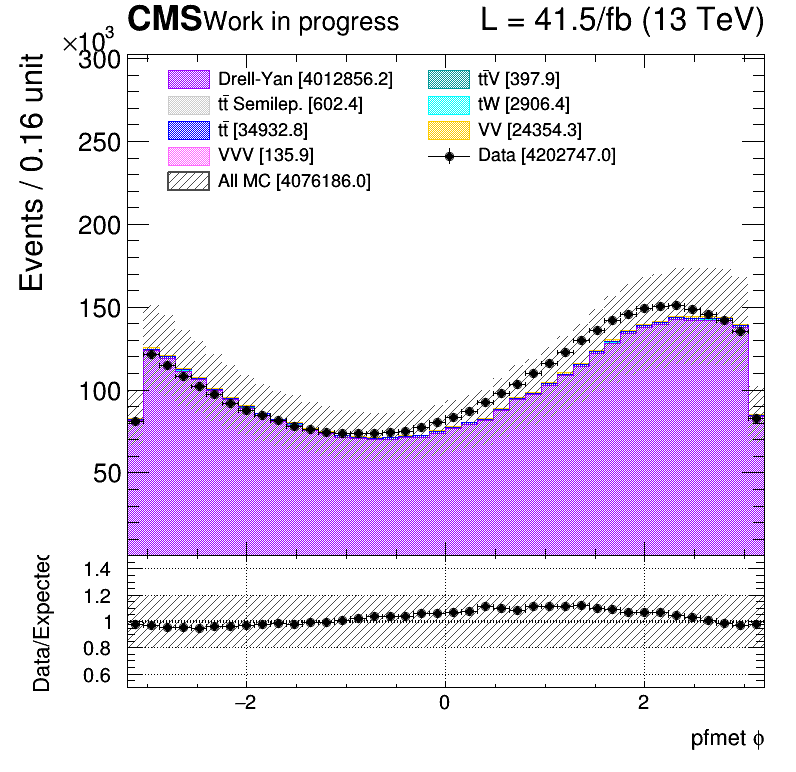 CMS Work in progress L = 41.5/fb (13 TeV)
×10³
Drell-Yan [4012856.2] tt̄V [397.9]
tt̄ Semilep. [602.4] tW [2906.4]
tt̄ [34932.8] VV [24354.3]
VVV [135.9] Data [4202747.0]
All MC [4076186.0]
Events / 0.16 unit
300
250
200
150
100
50
Data/Expected
1.4
1.2
1
0.8
0.6
−2 0 2
pfmet ϕ